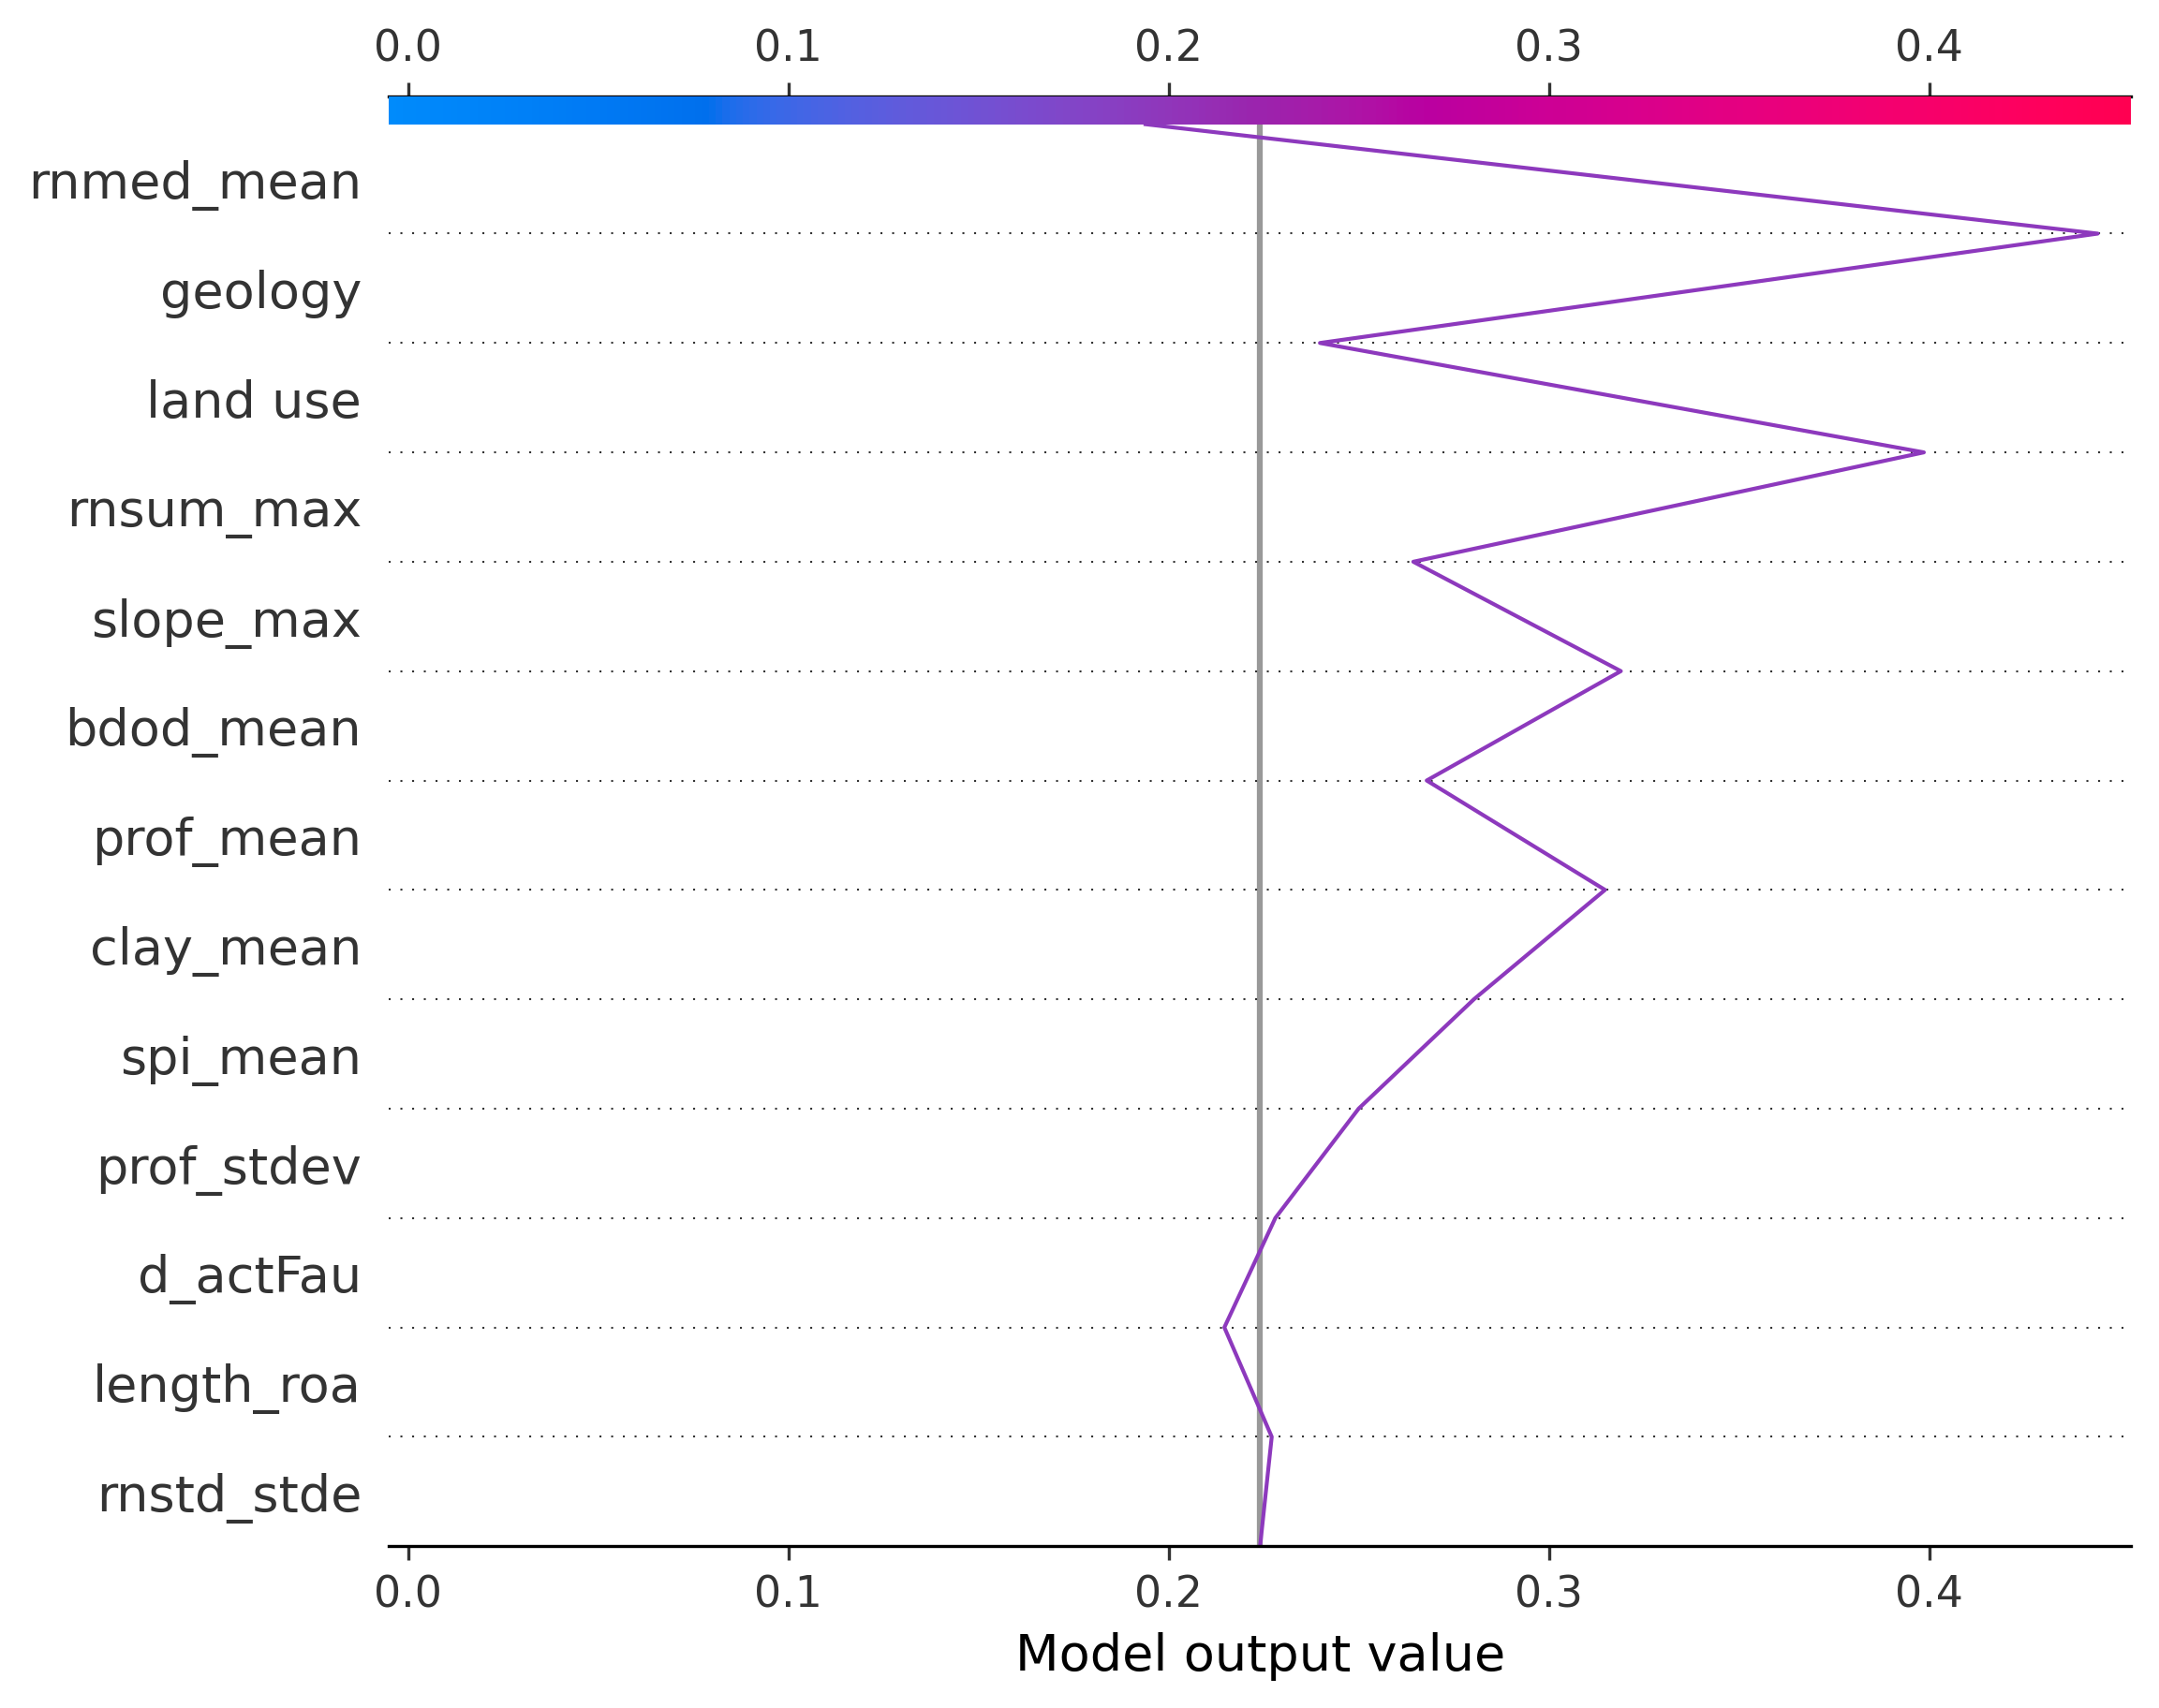 0.0 0.1 0.2 0.3 0.4
rnmed_mean
geology
land use
rnsum_max
slope_max
bdod_mean
prof_mean
clay_mean
spi_mean
prof_stdev
d_actFau
length_roa
rnstd_stde
0.0 0.1 0.2 0.3 0.4
Model output value